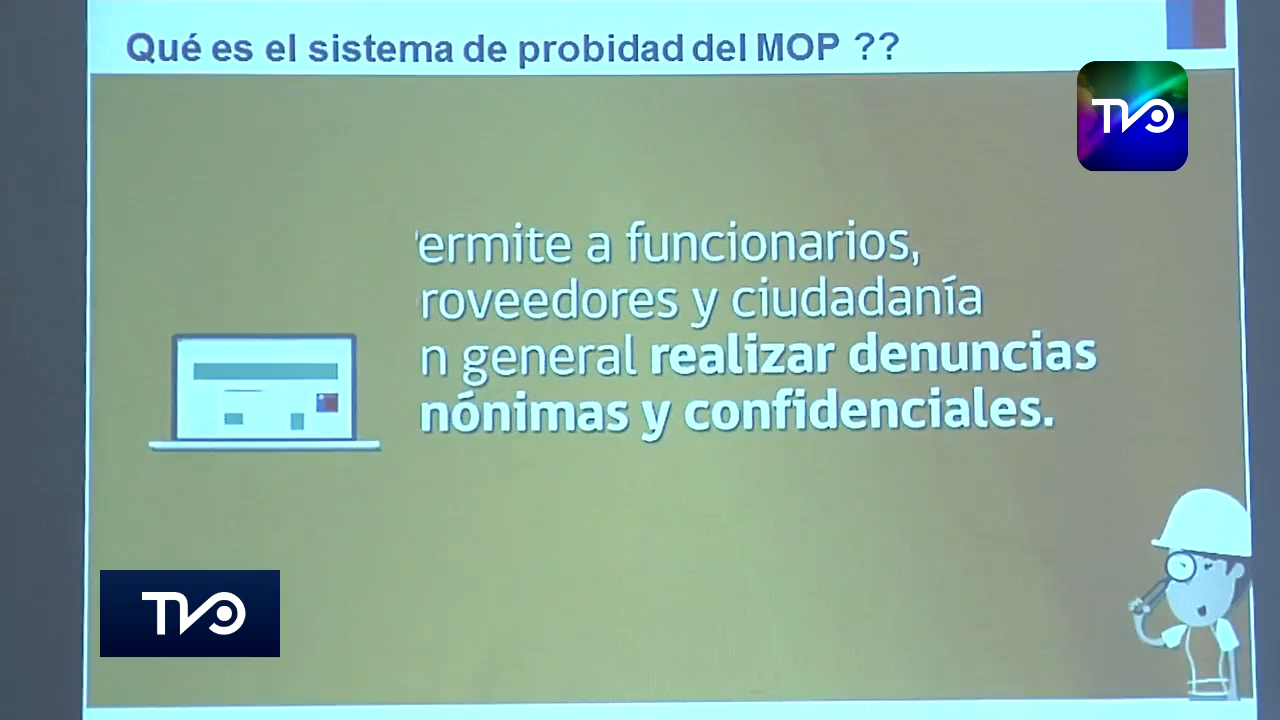 Qué es el sistema de probidad del MOP ??
TVO
ermite a funcionarios,
roveedores y ciudadanía
n general realizar denuncias
nónimas y confidenciales.
TVO